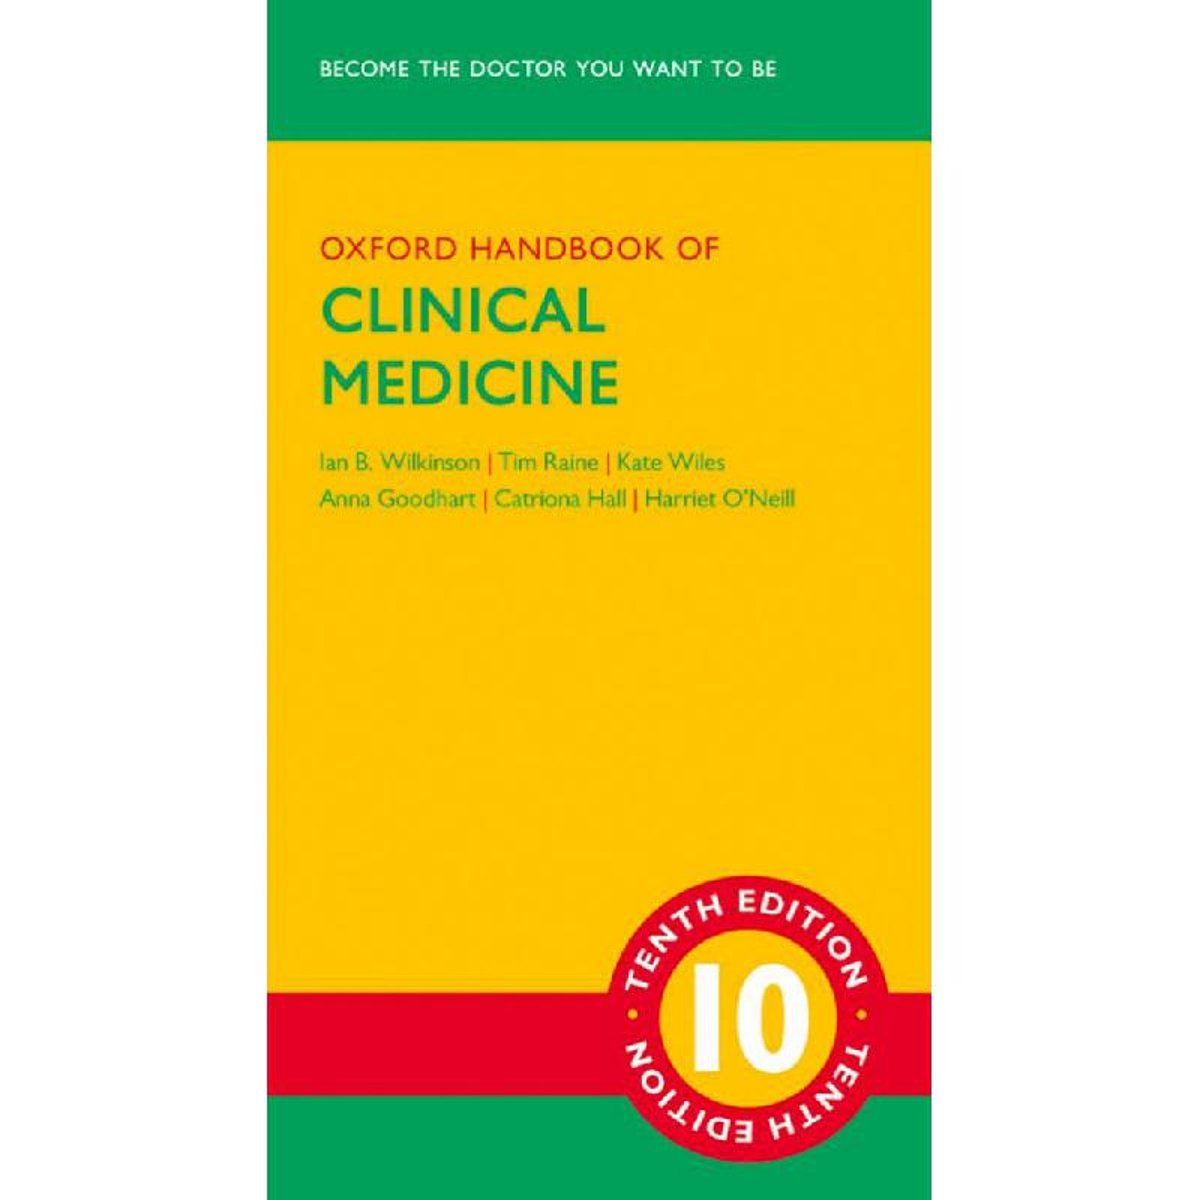 BECOME THE DOCTOR YOU WANT TO BE
OXFORD HANDBOOK OF
CLINICAL
MEDICINE
Ian B. Wilkinson | Tim Raine | Kate Wiles
Anna Goodhart | Catriona Hall | Harriet O'Neill
• TENTH EDITION • TENTH EDITION
10